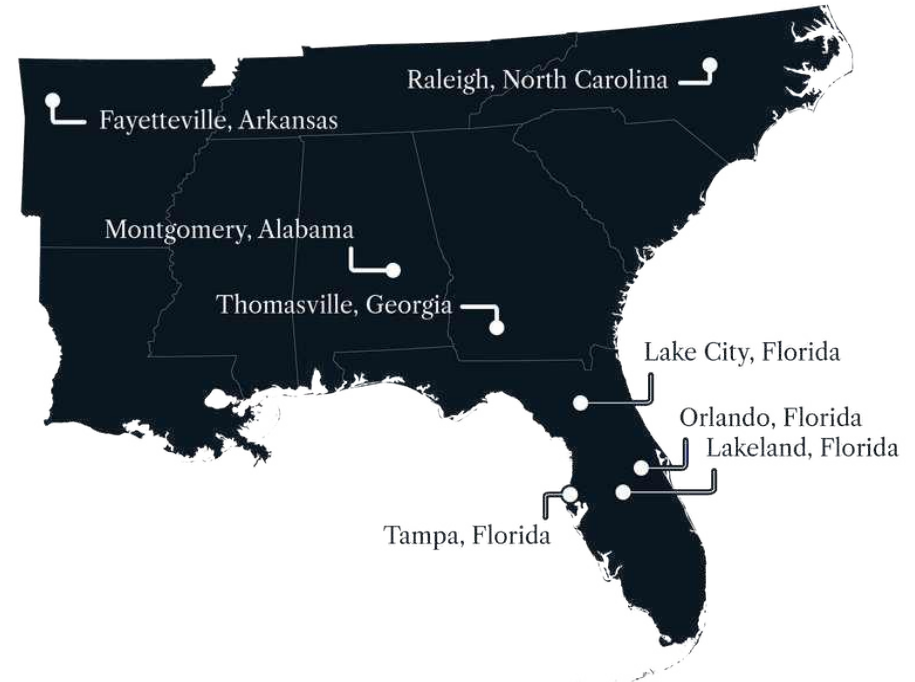 Raleigh, North Carolina
Fayetteville, Arkansas
Montgomery, Alabama
Thomasville, Georgia
Lake City, Florida
Orlando, Florida
Lakeland, Florida
Tampa, Florida